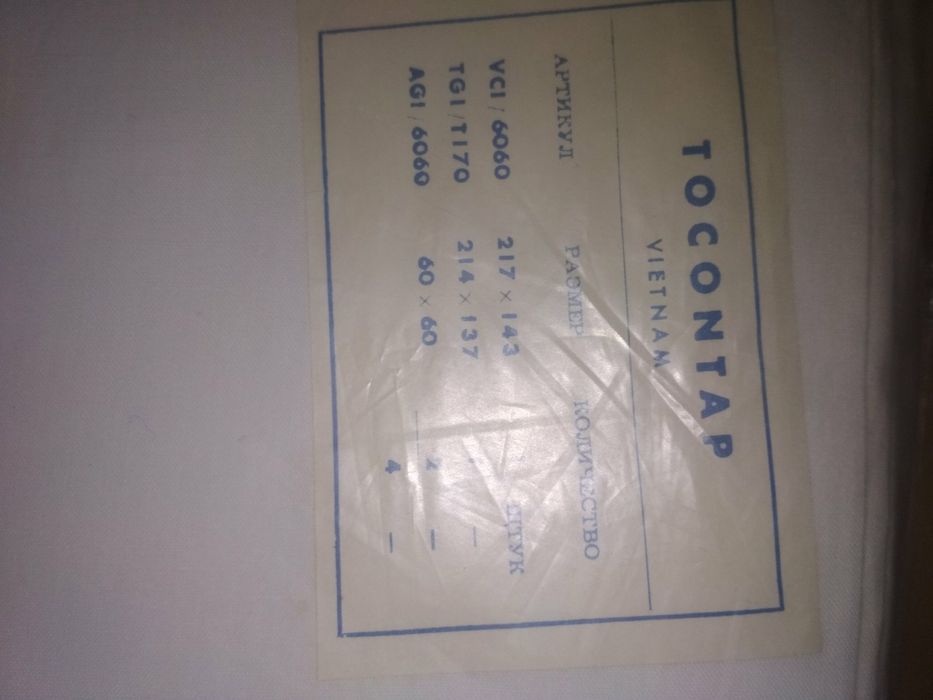 TOCONTAP
VIETNAM
АРТИКУЛ РАЗМЕР КОЛИЧЕСТВО
VCI / 6060 217 × 143 ШТУК
TGI / T170 214 × 137 —
AGI / 6060 60 × 60 2 —
4 —